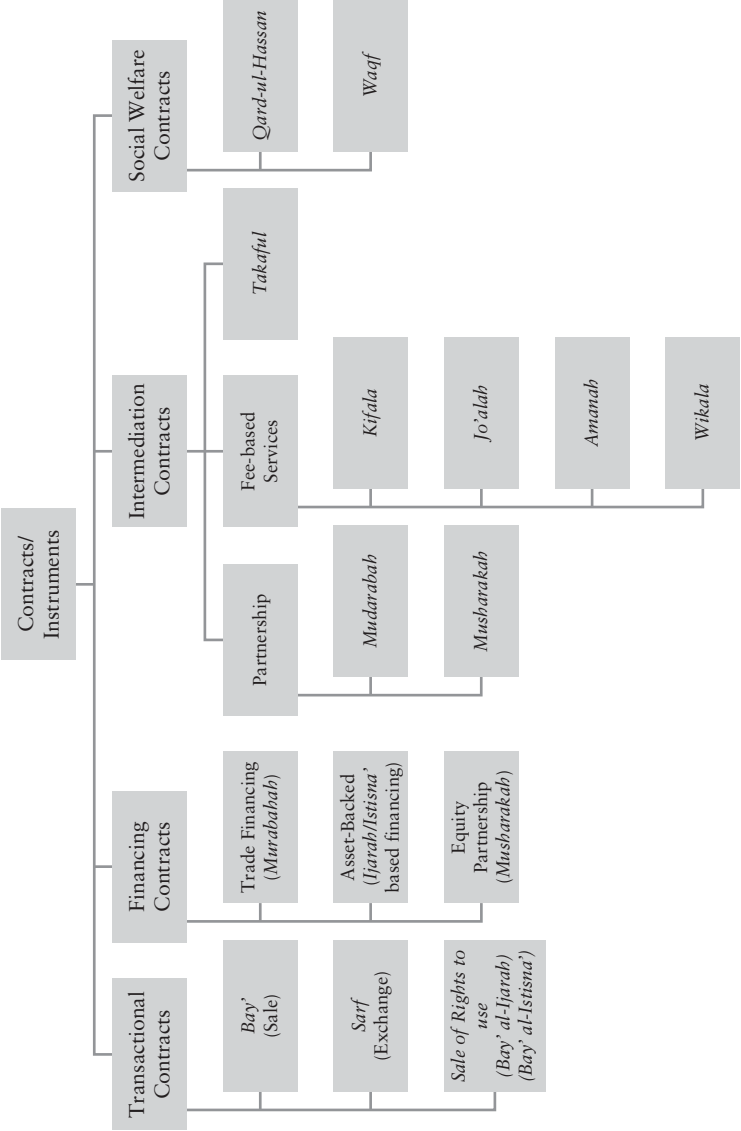 Contracts/
Instruments
Transactional
Contracts
Bay’
(Sale)
Sarf
(Exchange)
Sale of Rights to
use
(Bay’ al-Ijarah)
(Bay’ al-Istisna’)
Financing
Contracts
Trade Financing
(Murabahah)
Asset-Backed
(Ijarah/Istisna’
based financing)
Equity
Partnership
(Musharakah)
Intermediation
Contracts
Partnership
Mudarabah
Musharakah
Fee-based
Services
Kifala
Jo’alah
Amanah
Wikala
Takaful
Social Welfare
Contracts
Qard-ul-Hassan
Waqf